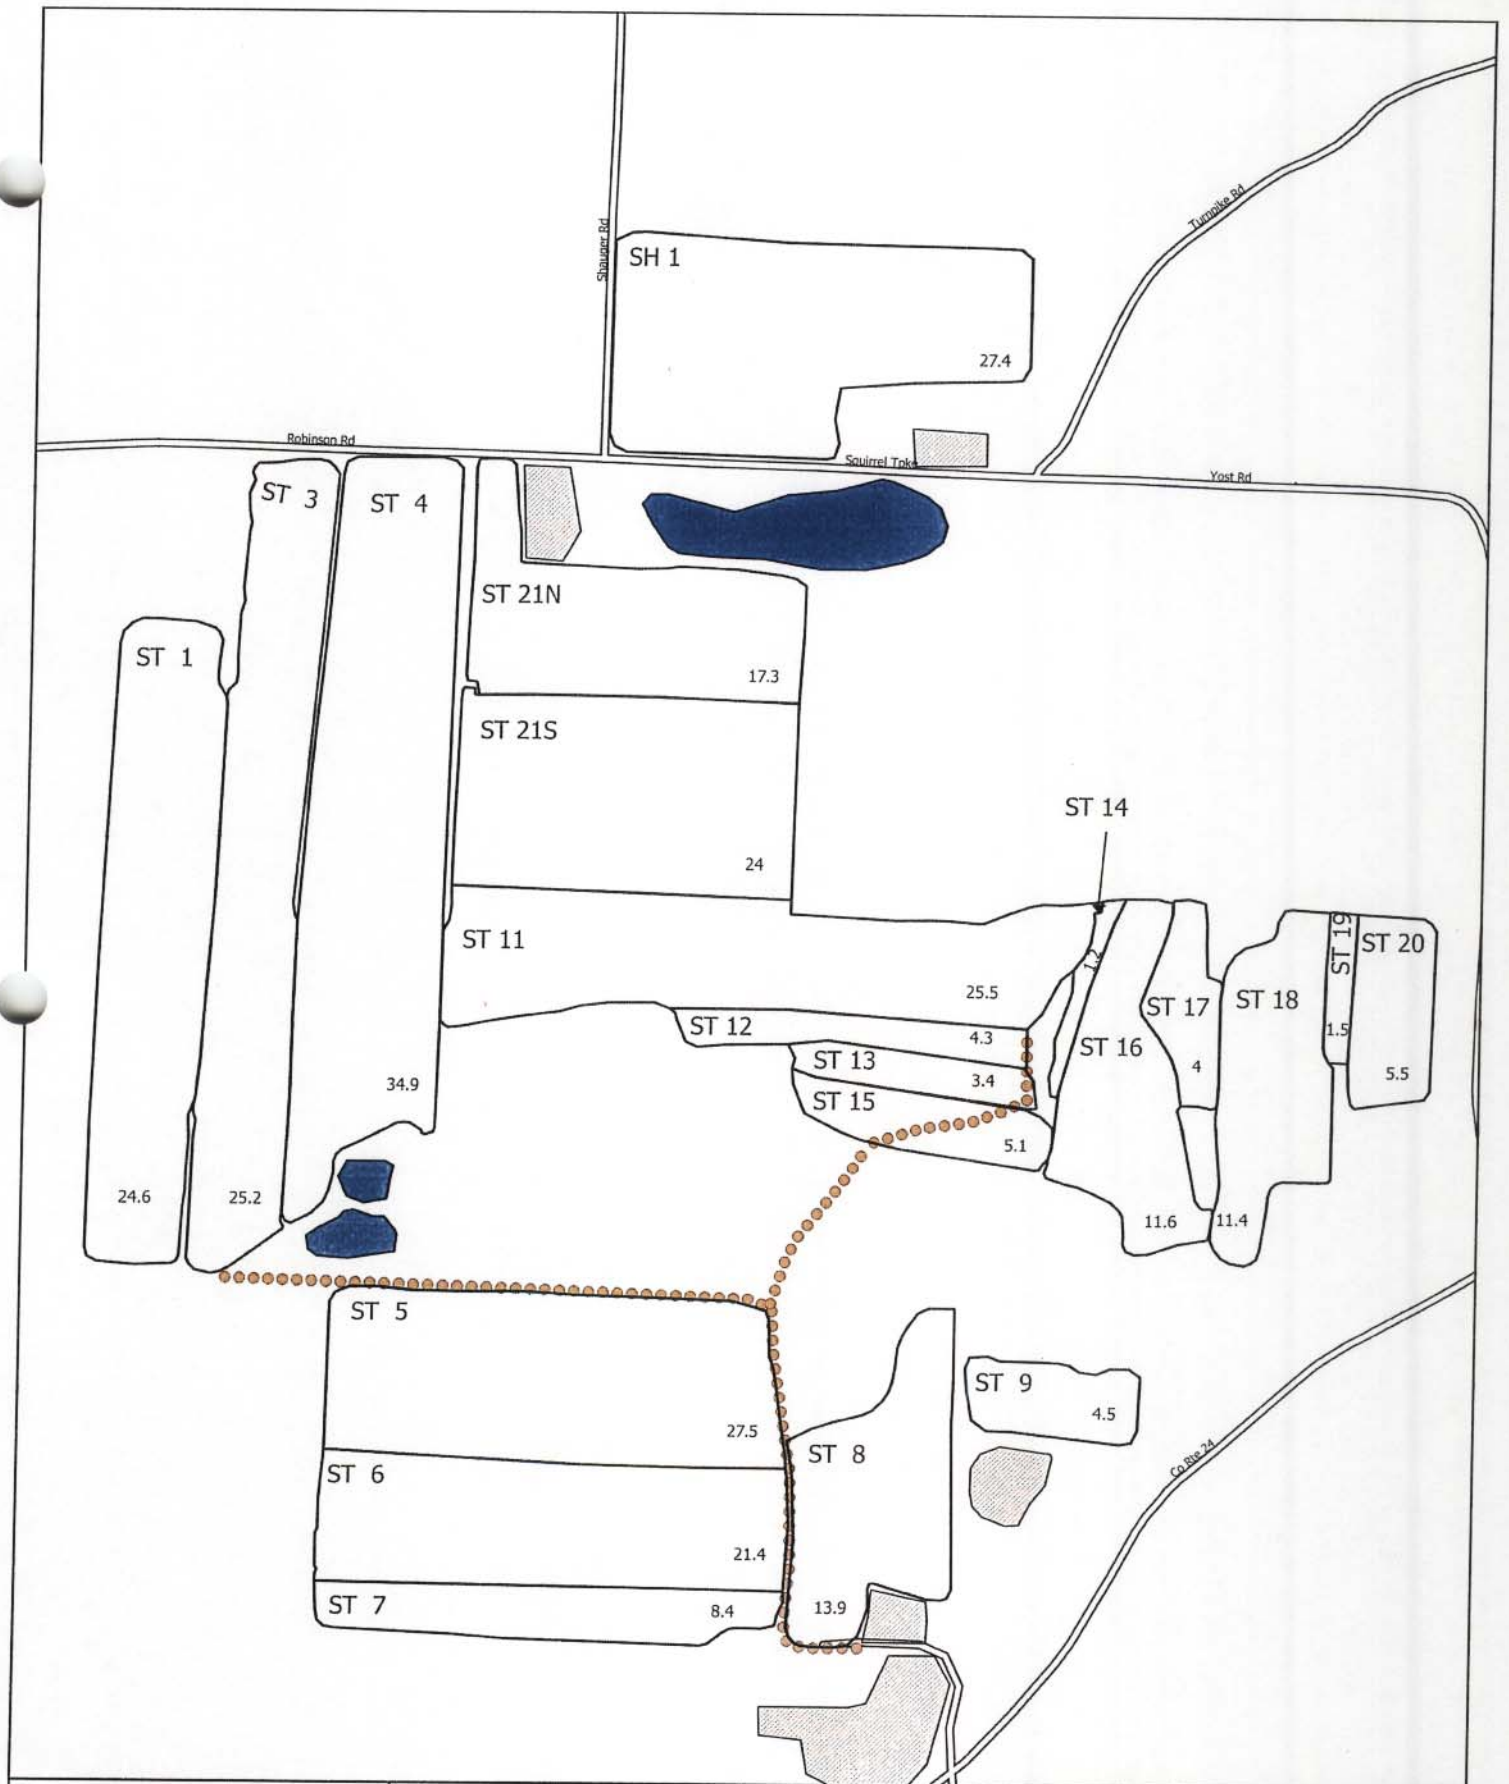 Turnpike Rd
Shauger Rd
SH 1
27.4
Robinson Rd
Squirrel Tpke
Yost Rd
ST 3
ST 4
ST 21N
ST 1
17.3
ST 21S
ST 14
24
ST 11
ST 19
ST 20
1.2
25.5
ST 17
ST 18
ST 12
4.3
1.5
ST 16
ST 13
4
5.5
34.9
3.4
ST 15
5.1
24.6
25.2
11.6
11.4
ST 5
ST 9
4.5
27.5
ST 8
Co Rte 24
ST 6
21.4
ST 7
8.4
13.9